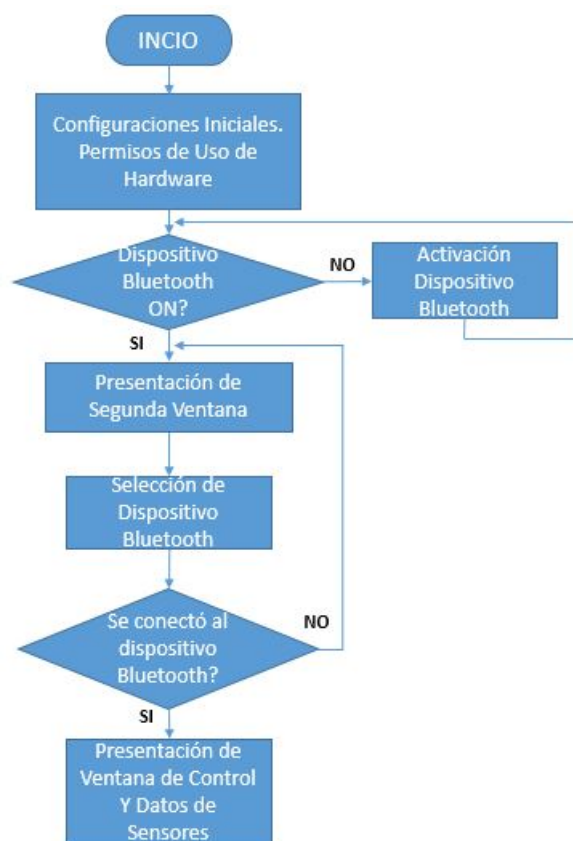 INCIO
Configuraciones Iniciales.
Permisos de Uso de
Hardware
Dispositivo
Bluetooth
ON?
NO
Activación
Dispositivo
Bluetooth
SI
Presentación de
Segunda Ventana
Selección de
Dispositivo
Bluetooth
Se conectó al
dispositivo
Bluetooth?
NO
SI
Presentación de
Ventana de Control
Y Datos de
Sensores